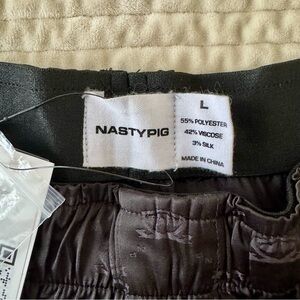 NASTYPIG
L
55% POLYESTER
42% VISCOSE
3% SILK
MADE IN CHINA